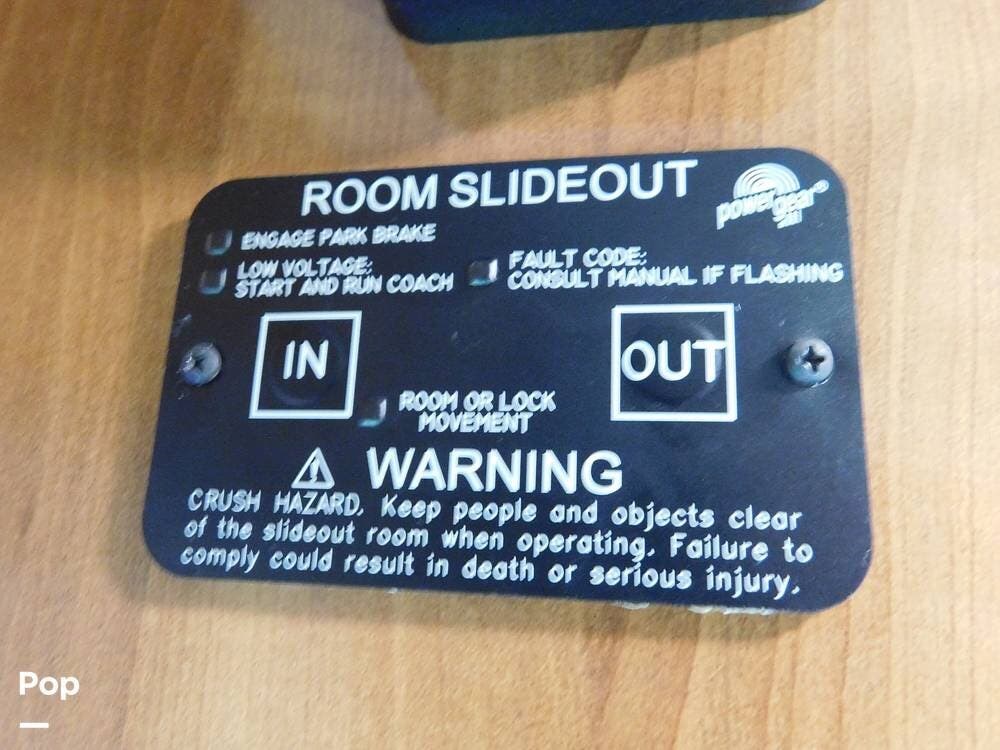 ROOM SLIDEOUT
powergear®
ENGAGE PARK BRAKE
LOW VOLTAGE:
START AND RUN COACH
FAULT CODE:
CONSULT MANUAL IF FLASHING
IN
OUT
ROOM OR LOCK
MOVEMENT
WARNING
CRUSH HAZARD. Keep people and objects clear
of the slideout room when operating. Failure to
comply could result in death or serious injury.
Pop